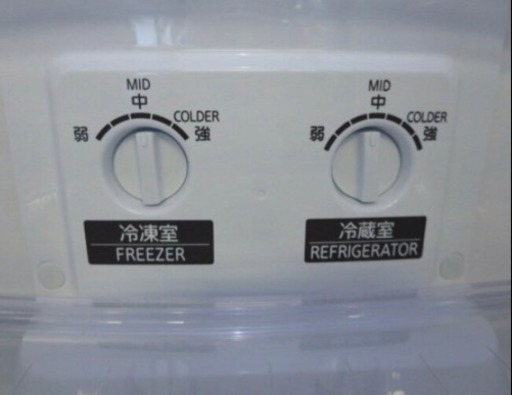 MID
中
COLDER
弱
強
冷凍室
FREEZER
MID
中
COLDER
弱
強
冷蔵室
REFRIGERATOR